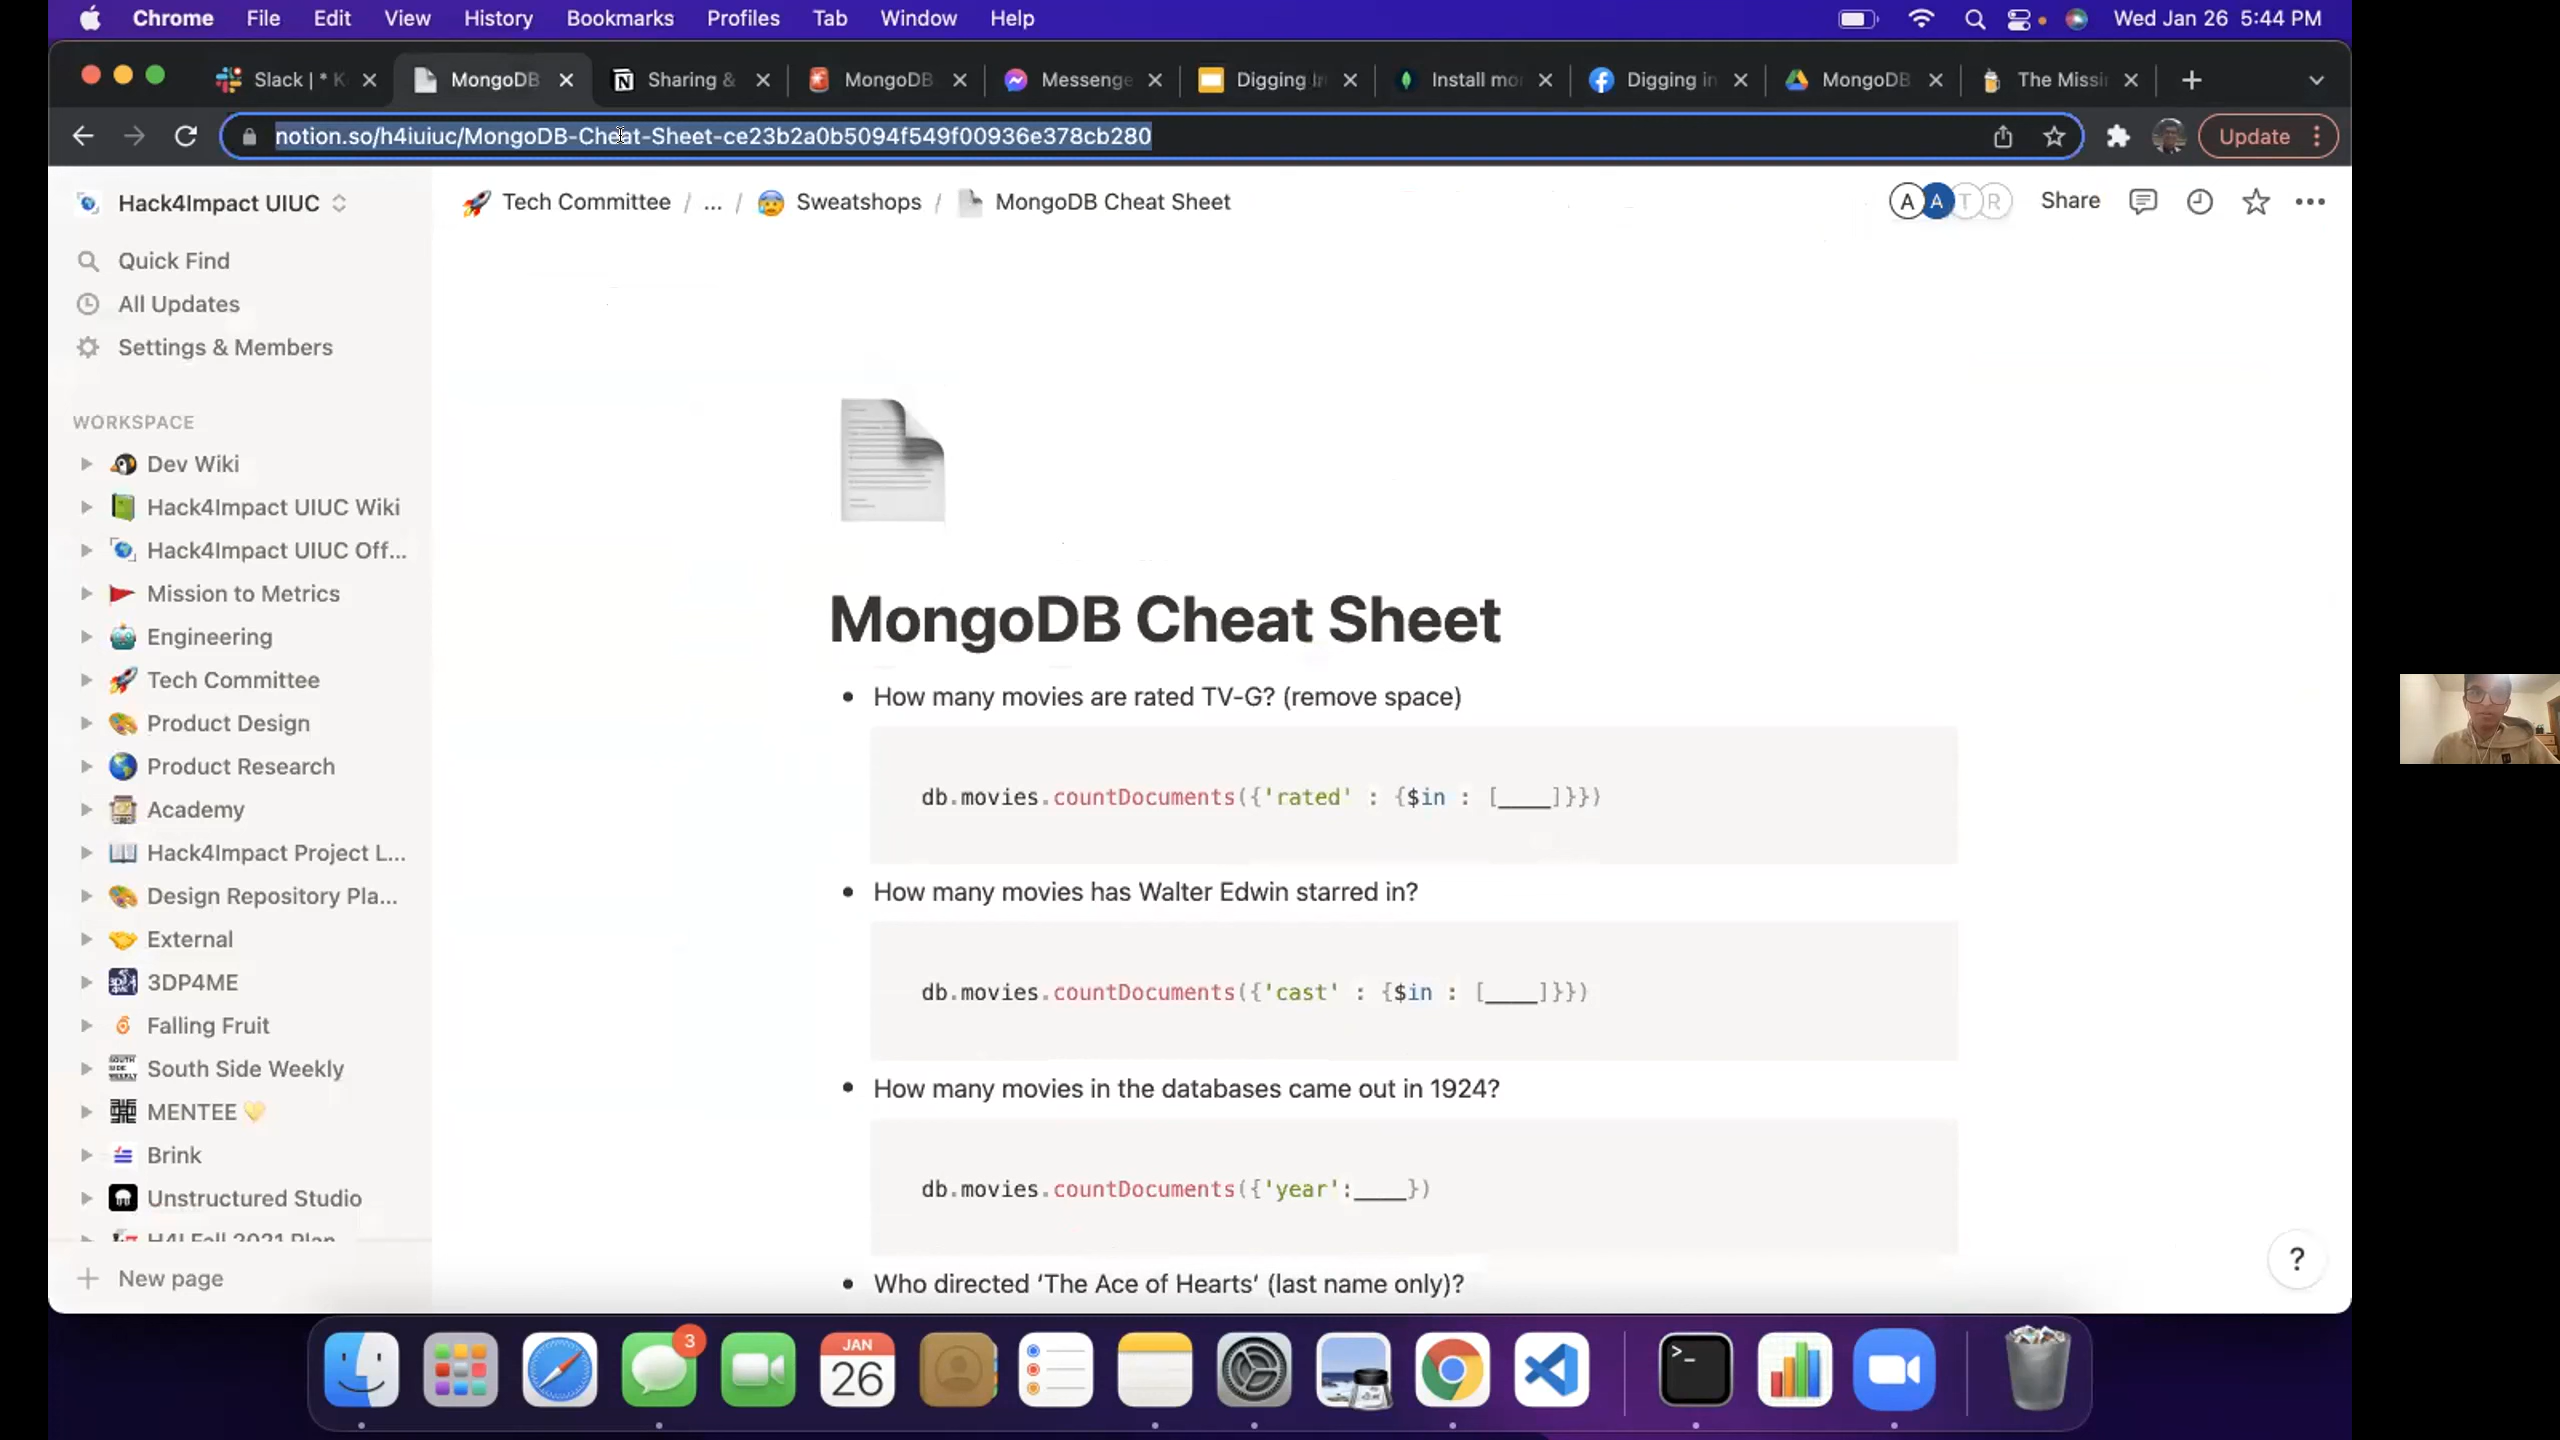 Chrome File Edit View History Bookmarks Profiles Tab Window Help Wed Jan 26 5:44 PM
Slack | * K MongoDB Sharing & MongoDB Messenge Digging In Install mo Digging in MongoDB The Missi
notion.so/h4iuiuc/MongoDB-Cheat-Sheet-ce23b2a0b5094f549f00936e378cb280 Update
Hack4Impact UIUC
Tech Committee / ... / Sweatshops / MongoDB Cheat Sheet
A A T R Share
Quick Find
All Updates
Settings & Members
WORKSPACE
Dev Wiki
Hack4Impact UIUC Wiki
Hack4Impact UIUC Off...
Mission to Metrics
Engineering
Tech Committee
Product Design
Product Research
Academy
Hack4Impact Project L...
Design Repository Pla...
External
3DP4ME
Falling Fruit
South Side Weekly
MENTEE 💛
Brink
Unstructured Studio
H4I Fall 2021 Plan
New page
MongoDB Cheat Sheet
• How many movies are rated TV-G? (remove space)
db.movies.countDocuments({'rated' : {$in : [____]}})
• How many movies has Walter Edwin starred in?
db.movies.countDocuments({'cast' : {$in : [____]}})
• How many movies in the databases came out in 1924?
db.movies.countDocuments({'year':____})
• Who directed ‘The Ace of Hearts‘ (last name only)?
?
3
JAN
26